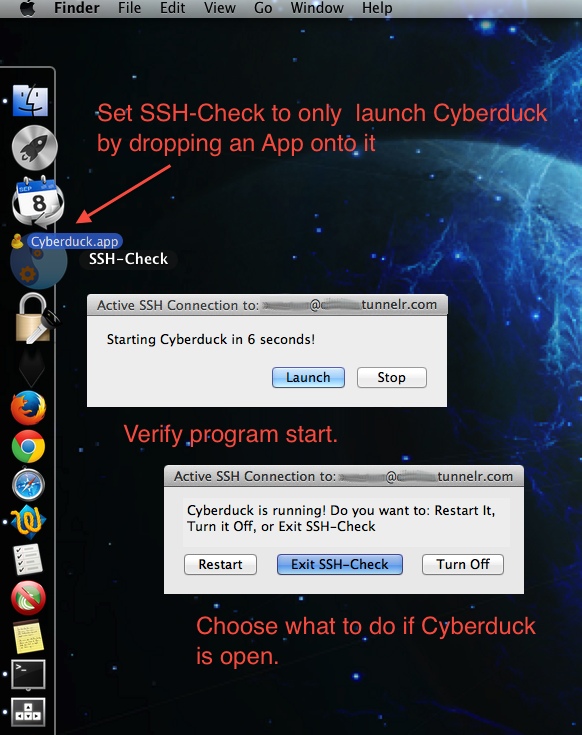 Finder File Edit View Go Window Help
Set SSH-Check to only launch Cyberduck
by dropping an App onto it
SEP
8
Cyberduck.app
SSH-Check
Active SSH Connection to: @ tunnelr.com
Starting Cyberduck in 6 seconds!
Launch Stop
Verify program start.
Active SSH Connection to: @ tunnelr.com
Cyberduck is running! Do you want to: Restart It,
Turn it Off, or Exit SSH-Check
Restart Exit SSH-Check Turn Off
Choose what to do if Cyberduck
is open.